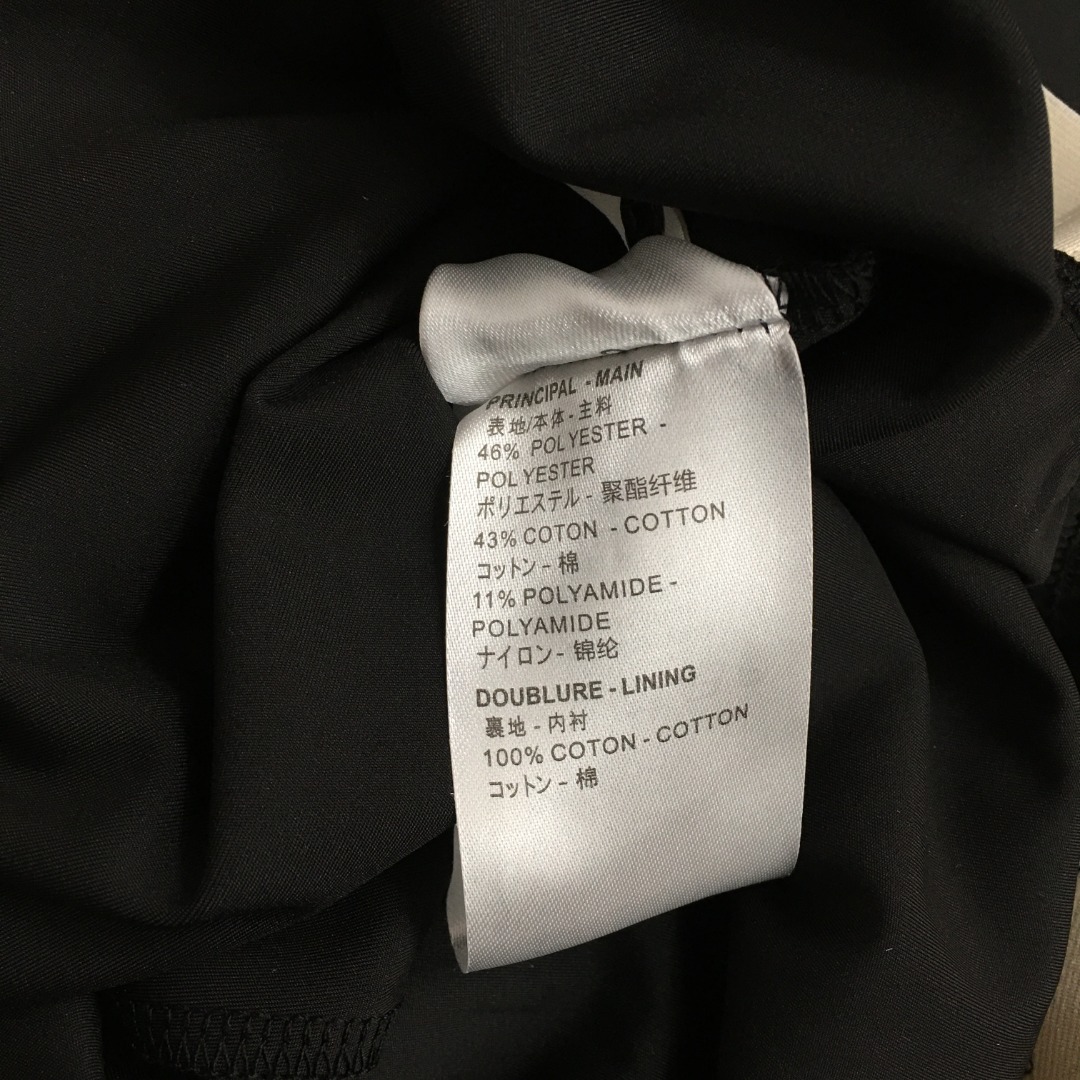 PRINCIPAL - MAIN
表地/本体 - 主料
46% POLYESTER -
POLYESTER
ポリエステル - 聚酯纤维
43% COTON - COTTON
コットン - 棉
11% POLYAMIDE -
POLYAMIDE
ナイロン - 锦纶
DOUBLURE - LINING
裏地 - 内衬
100% COTON - COTTON
コットン - 棉